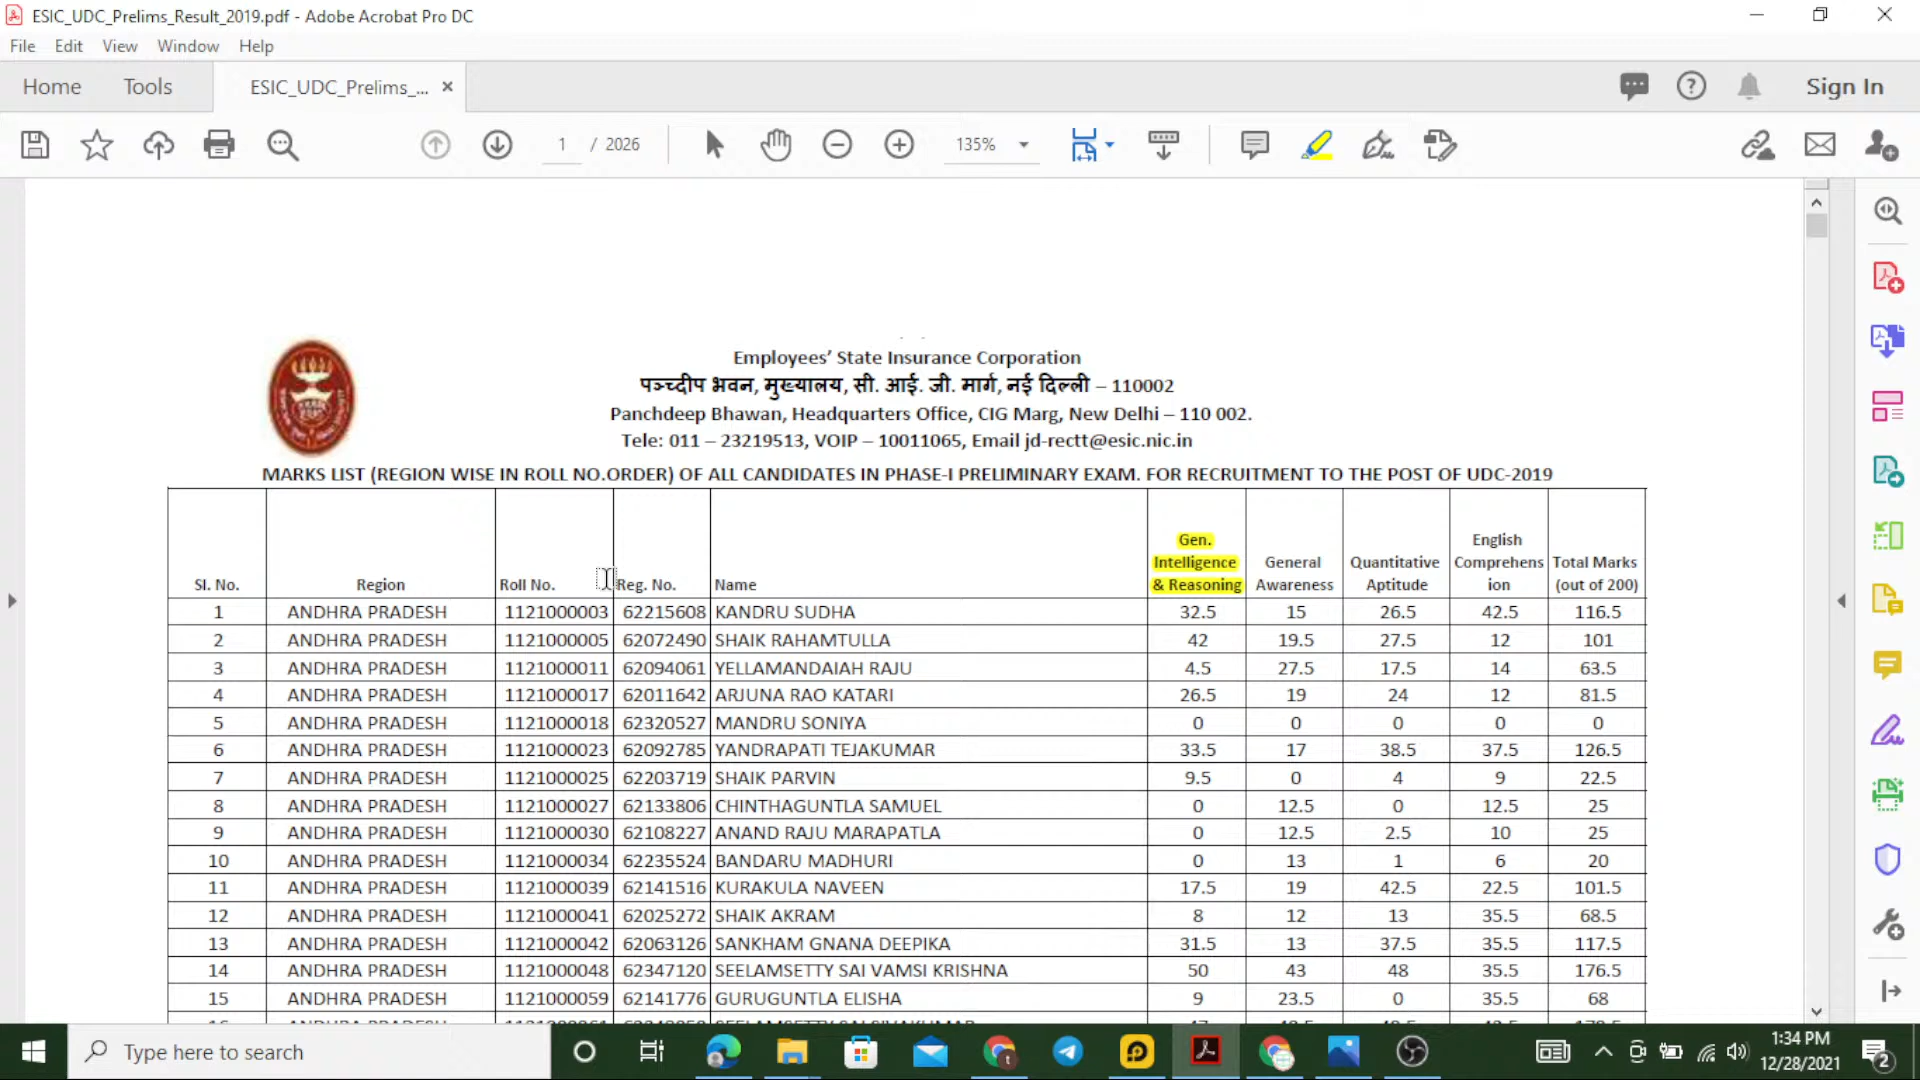 ESIC_UDC_Prelims_Result_2019.pdf - Adobe Acrobat Pro DC
File Edit View Window Help
Home Tools ESIC_UDC_Prelims_... × Sign In
1 / 2026 135%
Employees’ State Insurance Corporation
पञ्च्दीप भवन, मुख्यालय, सी. आई. जी. मार्ग, नई दिल्ली – 110002
Panchdeep Bhawan, Headquarters Office, CIG Marg, New Delhi – 110 002.
Tele: 011 – 23219513, VOIP – 10011065, Email jd-rectt@esic.nic.in
MARKS LIST (REGION WISE IN ROLL NO.ORDER) OF ALL CANDIDATES IN PHASE-I PRELIMINARY EXAM. FOR RECRUITMENT TO THE POST OF UDC-2019
Gen. English
Intelligence General Quantitative Comprehens Total Marks
Sl. No. Region Roll No. Reg. No. Name & Reasoning Awareness Aptitude ion (out of 200)
1 ANDHRA PRADESH 1121000003 62215608 KANDRU SUDHA 32.5 15 26.5 42.5 116.5
2 ANDHRA PRADESH 1121000005 62072490 SHAIK RAHAMTULLA 42 19.5 27.5 12 101
3 ANDHRA PRADESH 1121000011 62094061 YELLAMANDAIAH RAJU 4.5 27.5 17.5 14 63.5
4 ANDHRA PRADESH 1121000017 62011642 ARJUNA RAO KATARI 26.5 19 24 12 81.5
5 ANDHRA PRADESH 1121000018 62320527 MANDRU SONIYA 0 0 0 0 0
6 ANDHRA PRADESH 1121000023 62092785 YANDRAPATI TEJAKUMAR 33.5 17 38.5 37.5 126.5
7 ANDHRA PRADESH 1121000025 62203719 SHAIK PARVIN 9.5 0 4 9 22.5
8 ANDHRA PRADESH 1121000027 62133806 CHINTHAGUNTLA SAMUEL 0 12.5 0 12.5 25
9 ANDHRA PRADESH 1121000030 62108227 ANAND RAJU MARAPATLA 0 12.5 2.5 10 25
10 ANDHRA PRADESH 1121000034 62235524 BANDARU MADHURI 0 13 1 6 20
11 ANDHRA PRADESH 1121000039 62141516 KURAKULA NAVEEN 17.5 19 42.5 22.5 101.5
12 ANDHRA PRADESH 1121000041 62025272 SHAIK AKRAM 8 12 13 35.5 68.5
13 ANDHRA PRADESH 1121000042 62063126 SANKHAM GNANA DEEPIKA 31.5 13 37.5 35.5 117.5
14 ANDHRA PRADESH 1121000048 62347120 SEELAMSETTY SAI VAMSI KRISHNA 50 43 48 35.5 176.5
15 ANDHRA PRADESH 1121000059 62141776 GURUGUNTLA ELISHA 9 23.5 0 35.5 68
Type here to search
1:34 PM
12/28/2021
2